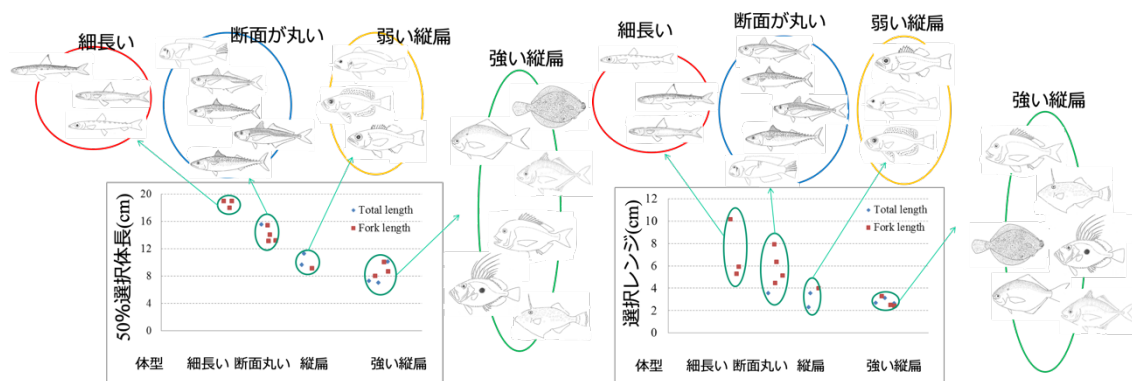 細長い
断面が丸い
弱い縦扁
強い縦扁
50%選択体長(cm)
20
16
12
8
4
0
Total length
Fork length
体型
細長い
断面丸い
縦扁
強い縦扁
細長い
断面が丸い
弱い縦扁
強い縦扁
選択レンジ(cm)
12
10
8
6
4
2
0
Total length
Fork length
体型
細長い
断面丸い
縦扁
強い縦扁